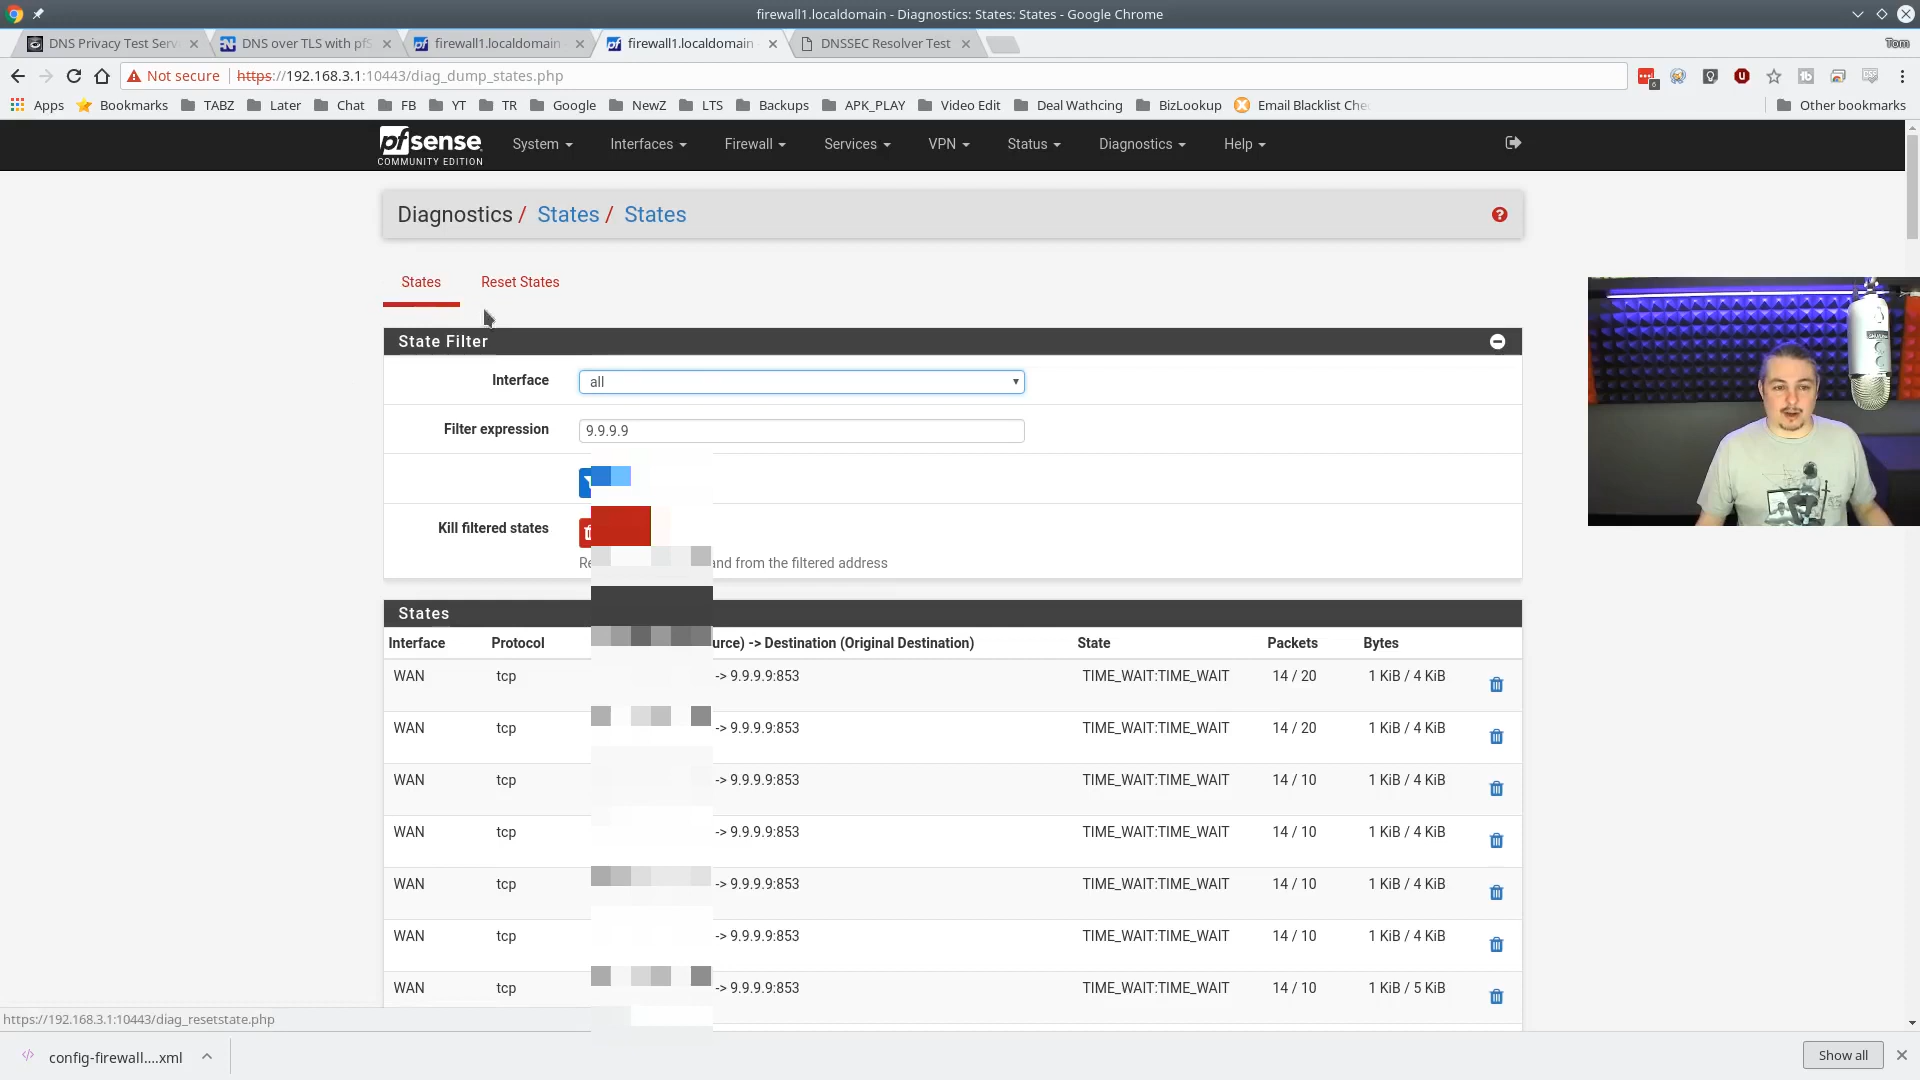 firewall1.localdomain - Diagnostics: States: States - Google Chrome
DNS Privacy Test Serv
DNS over TLS with pfS
firewall1.localdomain
firewall1.localdomain
DNSSEC Resolver Test
Tom
Not secure
https://192.168.3.1:10443/diag_dump_states.php
Apps
Bookmarks
TABZ
Later
Chat
FB
YT
TR
Google
NewZ
LTS
Backups
APK_PLAY
Video Edit
Deal Wathcing
BizLookup
Email Blacklist Che
Other bookmarks
pfsense
COMMUNITY EDITION
System
Interfaces
Firewall
Services
VPN
Status
Diagnostics
Help
Diagnostics / States / States
States
Reset States
State Filter
Interface
all
Filter expression
9.9.9.9
Kill filtered states
and from the filtered address
States
Interface Protocol urce) -> Destination (Original Destination) State Packets Bytes
WAN tcp -> 9.9.9.9:853 TIME_WAIT:TIME_WAIT 14 / 20 1 KiB / 4 KiB
WAN tcp -> 9.9.9.9:853 TIME_WAIT:TIME_WAIT 14 / 20 1 KiB / 4 KiB
WAN tcp -> 9.9.9.9:853 TIME_WAIT:TIME_WAIT 14 / 10 1 KiB / 4 KiB
WAN tcp -> 9.9.9.9:853 TIME_WAIT:TIME_WAIT 14 / 10 1 KiB / 4 KiB
WAN tcp -> 9.9.9.9:853 TIME_WAIT:TIME_WAIT 14 / 10 1 KiB / 4 KiB
WAN tcp -> 9.9.9.9:853 TIME_WAIT:TIME_WAIT 14 / 10 1 KiB / 4 KiB
WAN tcp -> 9.9.9.9:853 TIME_WAIT:TIME_WAIT 14 / 10 1 KiB / 5 KiB
https://192.168.3.1:10443/diag_resetstate.php
config-firewall....xml
Show all